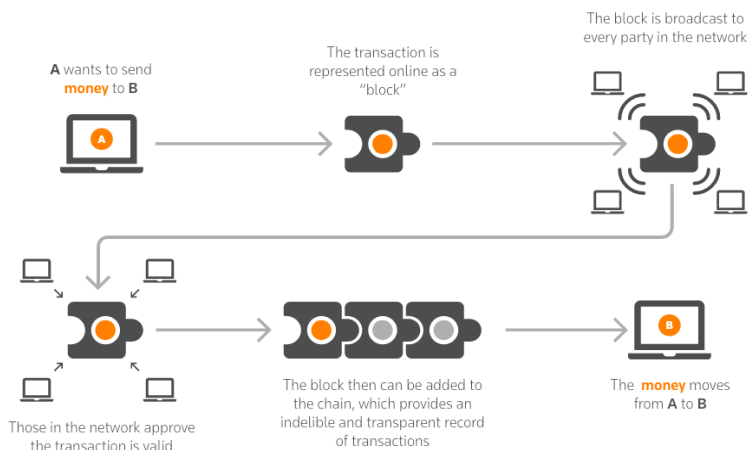 A wants to send
money to B
A
The transaction is
represented online as a
“block”
The block is broadcast to
every party in the network
Those in the network approve
the transaction is valid
The block then can be added to
the chain, which provides an
indelible and transparent record
of transactions
B
The money moves
from A to B